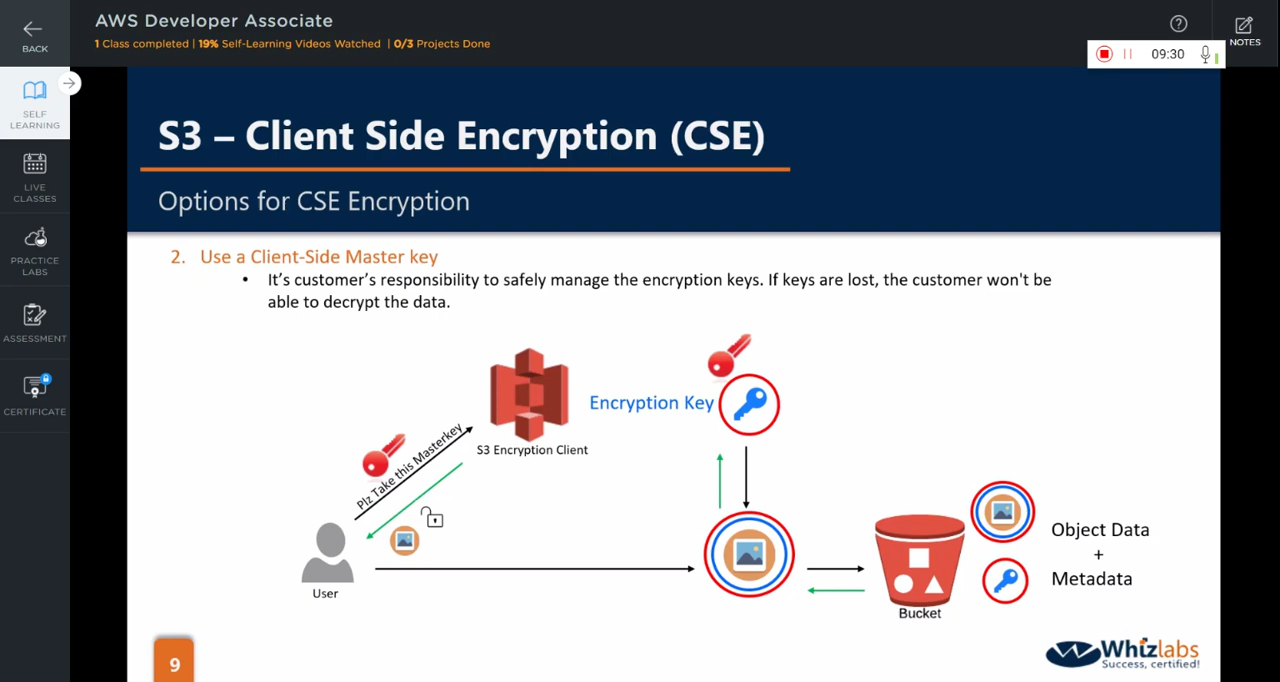 BACK
AWS Developer Associate
1 Class completed | 19% Self-Learning Videos Watched | 0/3 Projects Done
NOTES
09:30
SELF
LEARNING
LIVE
CLASSES
PRACTICE
LABS
ASSESSMENT
CERTIFICATE
S3 – Client Side Encryption (CSE)
Options for CSE Encryption
2. Use a Client-Side Master key
• It's customer's responsibility to safely manage the encryption keys. If keys are lost, the customer won't be
able to decrypt the data.
Encryption Key
S3 Encryption Client
Plz Take this Masterkey
User
Bucket
Object Data
+
Metadata
9
Whizlabs
Success, certified!